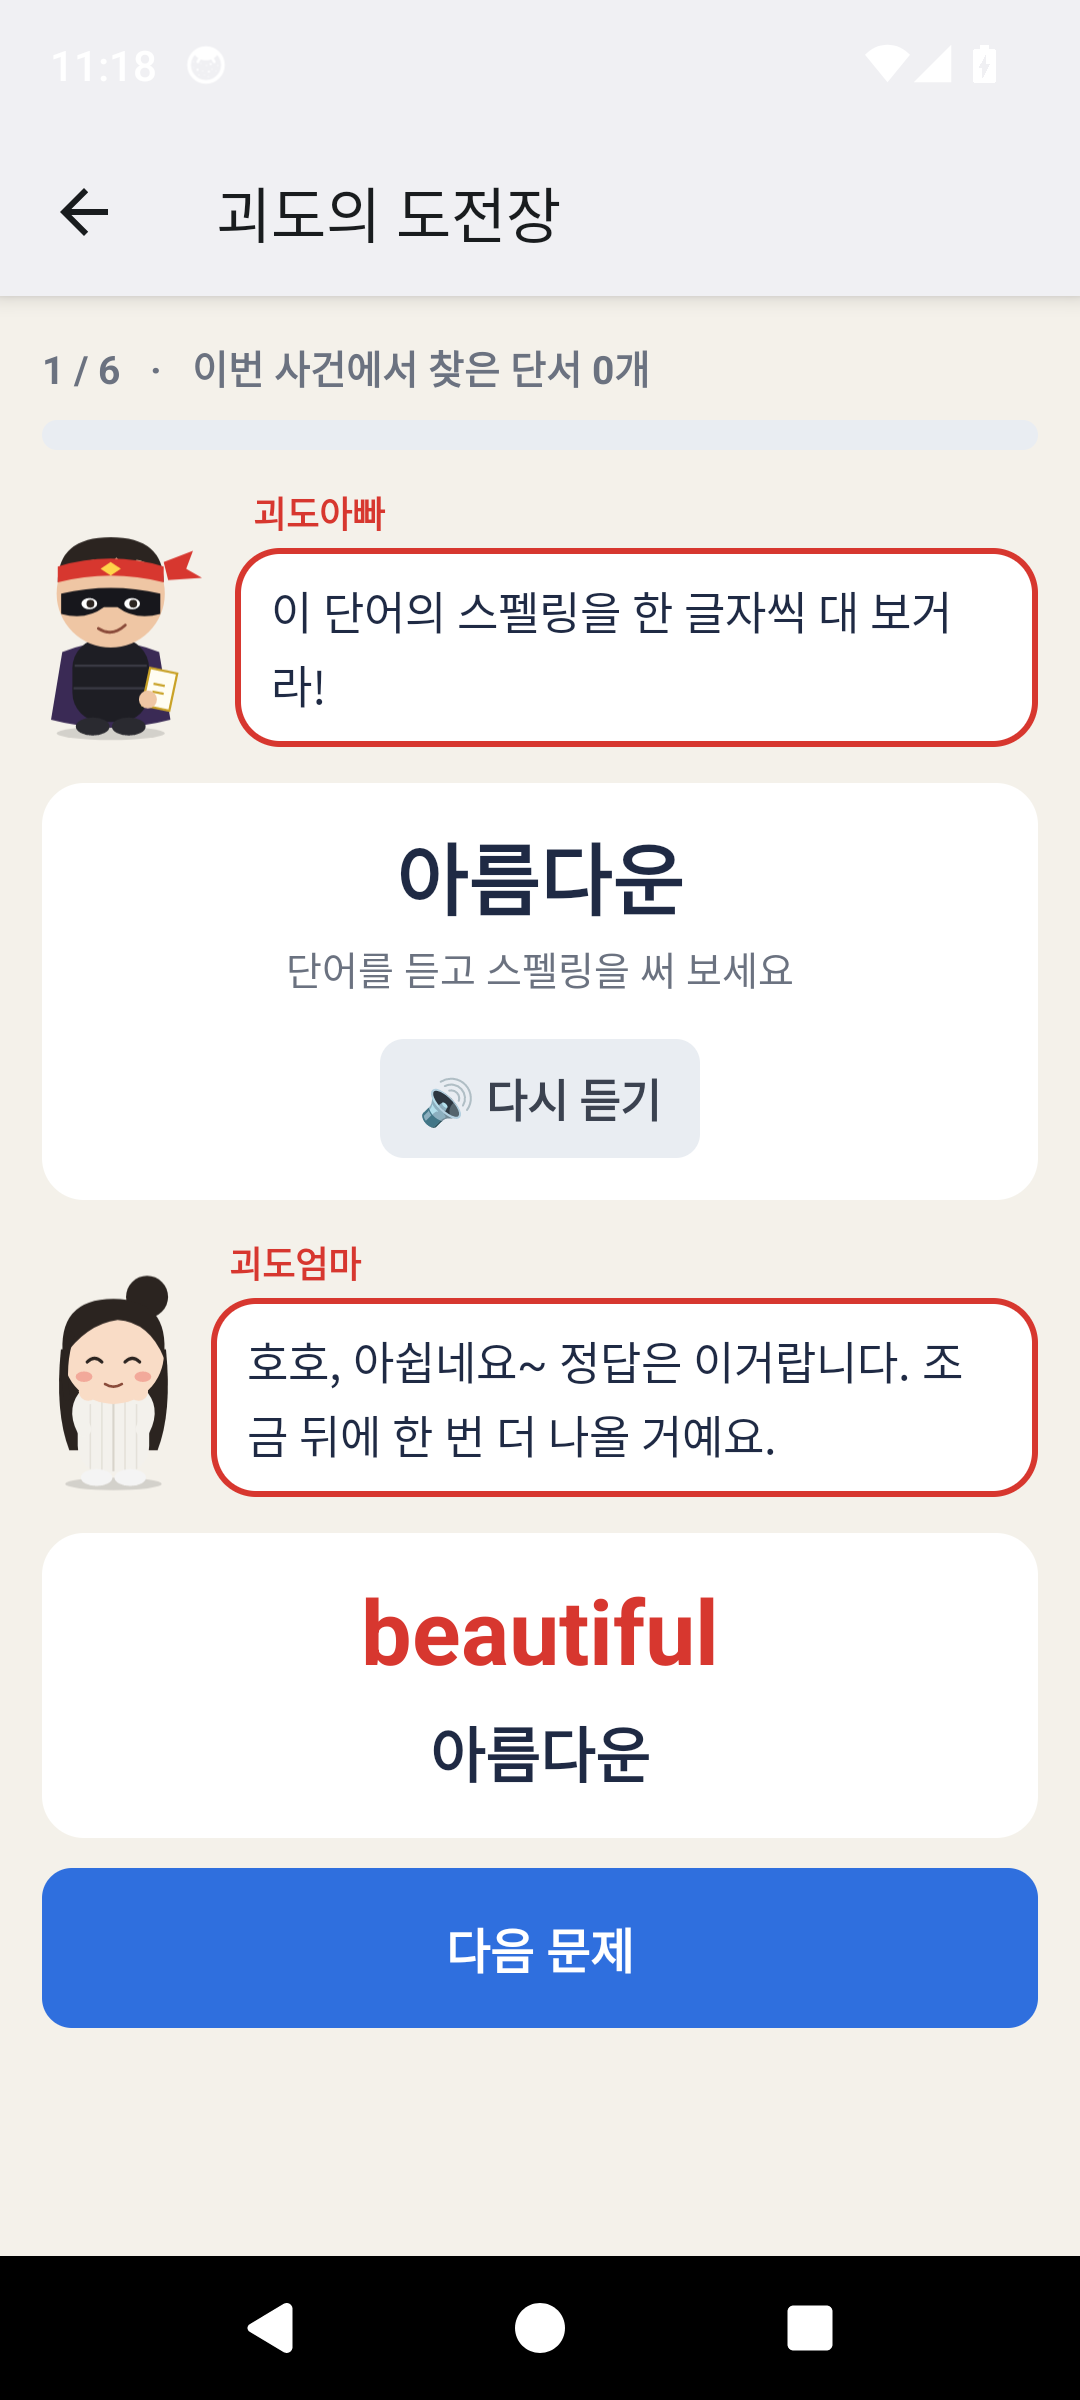 11:18
괴도의 도전장
1 / 6 · 이번 사건에서 찾은 단서 0개
괴도아빠
이 단어의 스펠링을 한 글자씩 대 보거
라!
아름다운
단어를 듣고 스펠링을 써 보세요
🔊 다시 듣기
괴도엄마
호호, 아쉽네요~ 정답은 이거랍니다. 조
금 뒤에 한 번 더 나올 거예요.
beautiful
아름다운
다음 문제